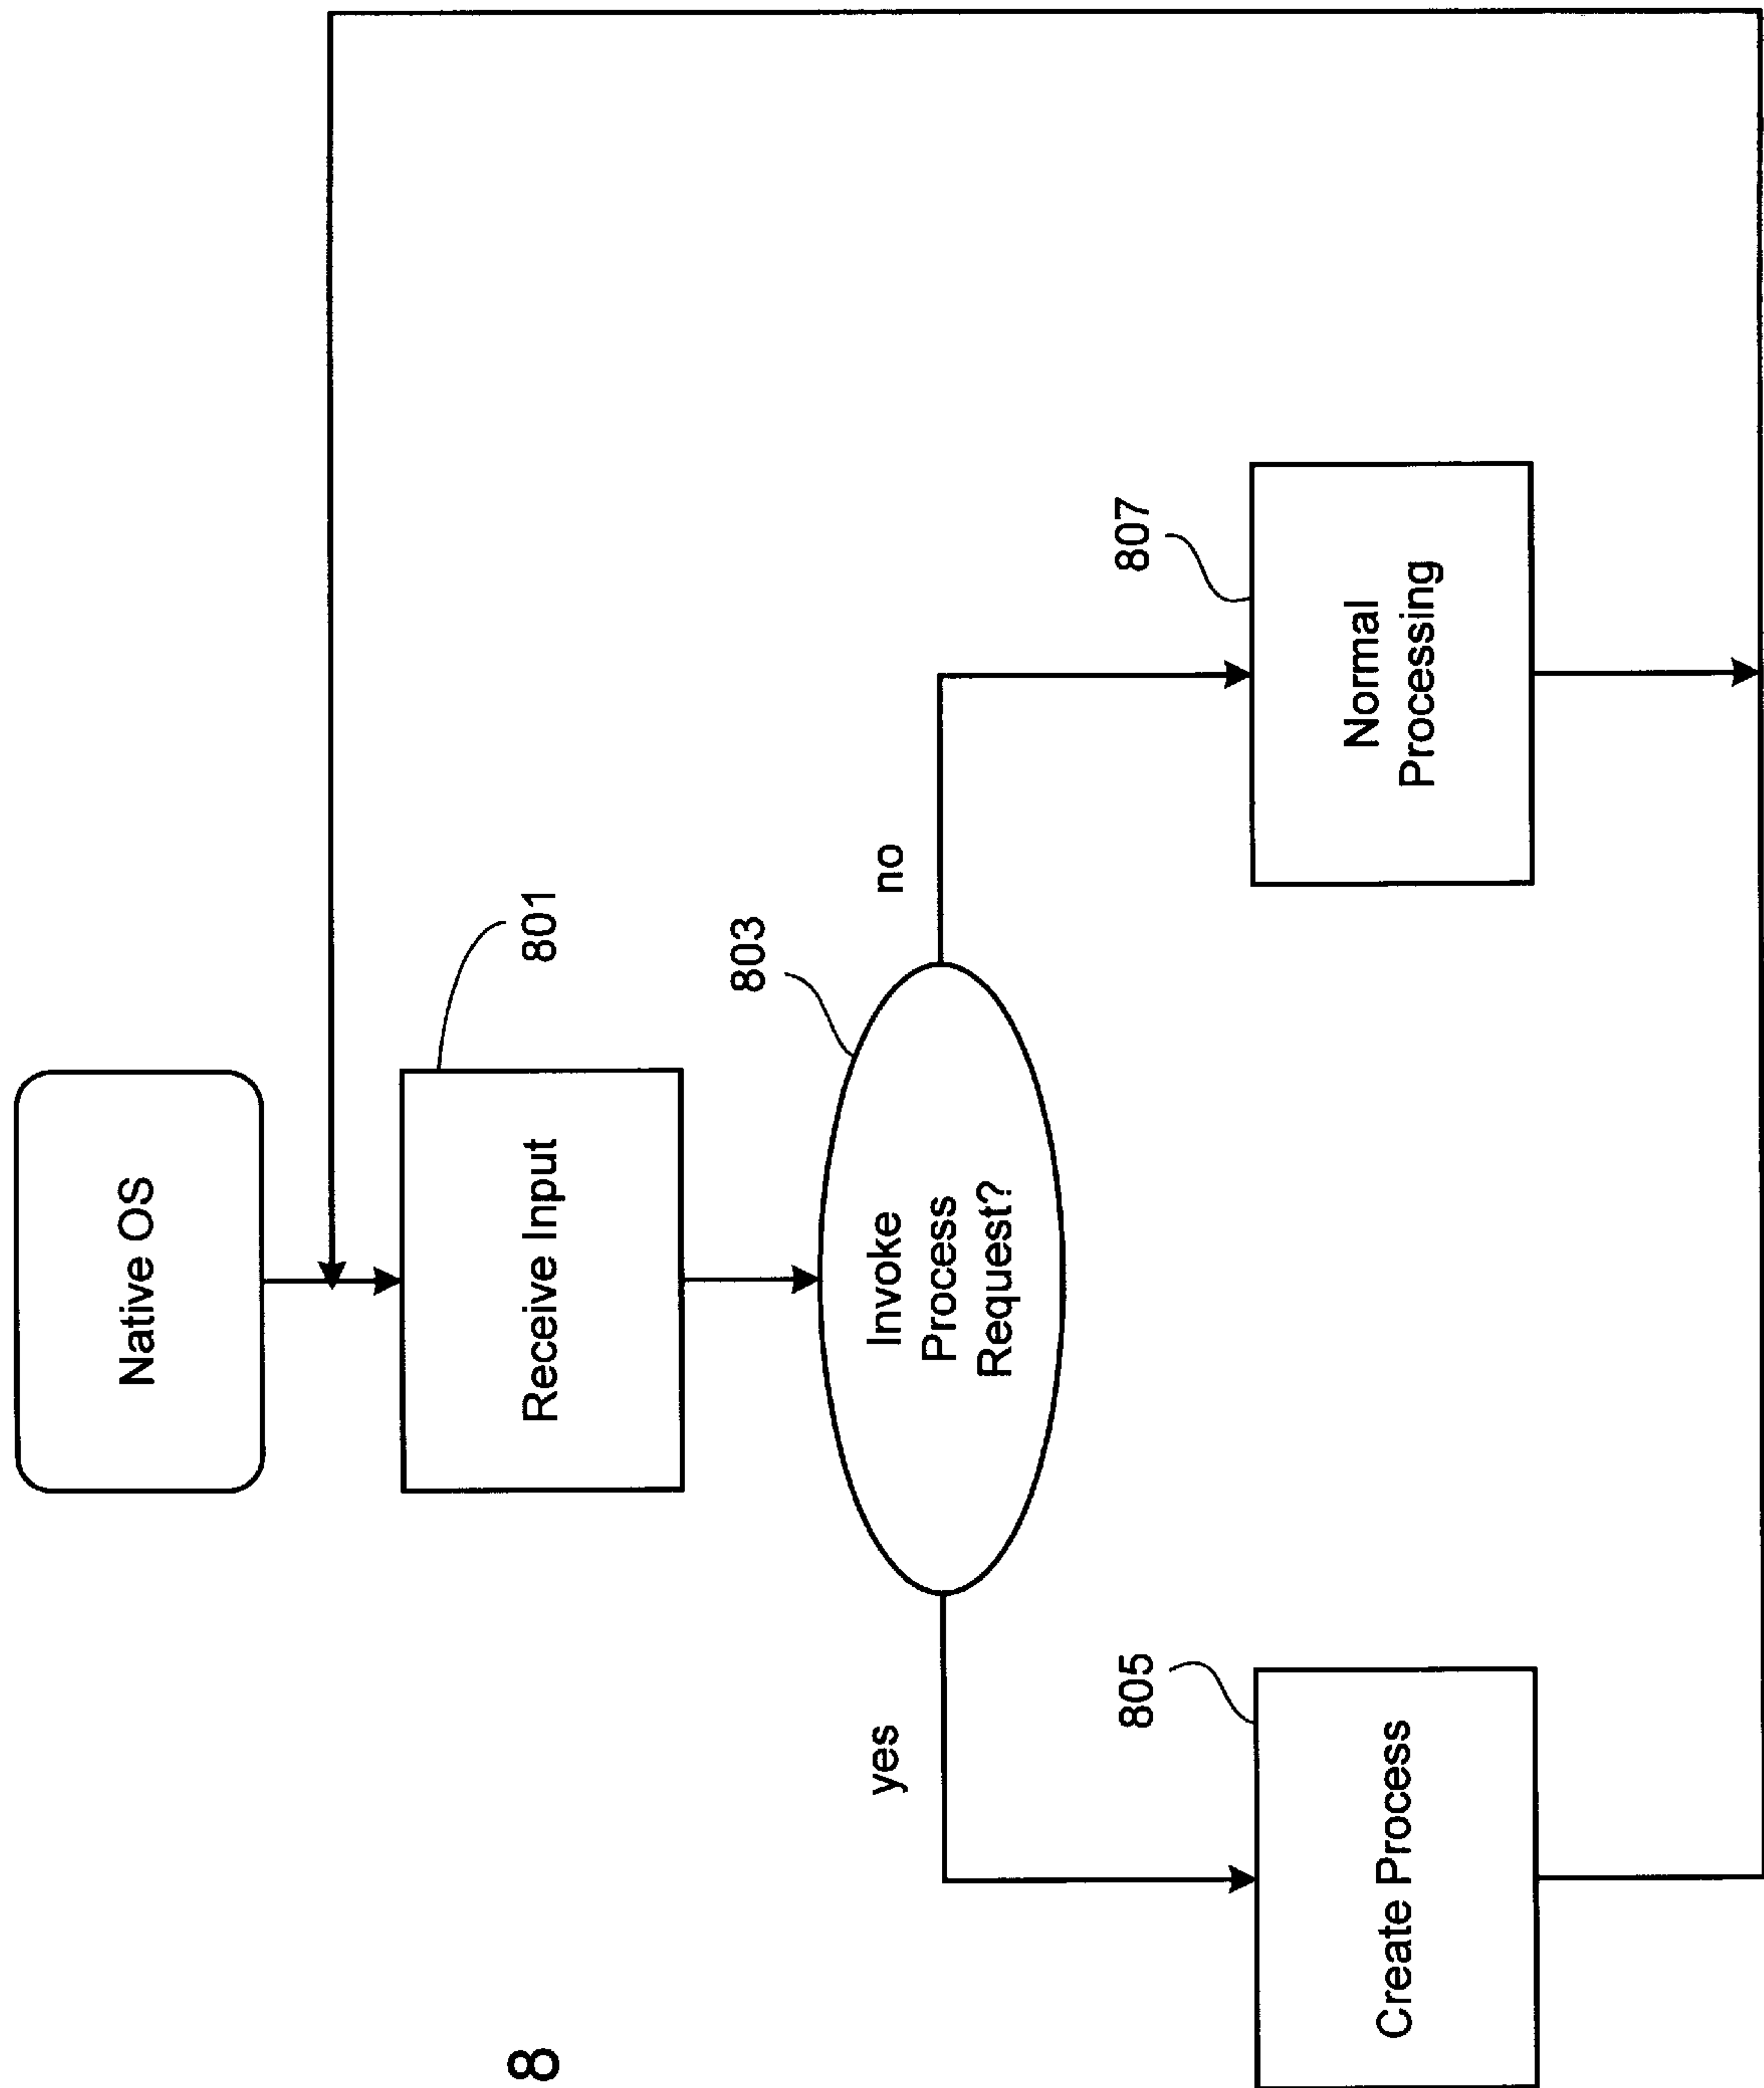 Native OS
801
Receive Input
803
Invoke
Process
Request?
yes
no
805
Create Process
807
Normal
Processing
8